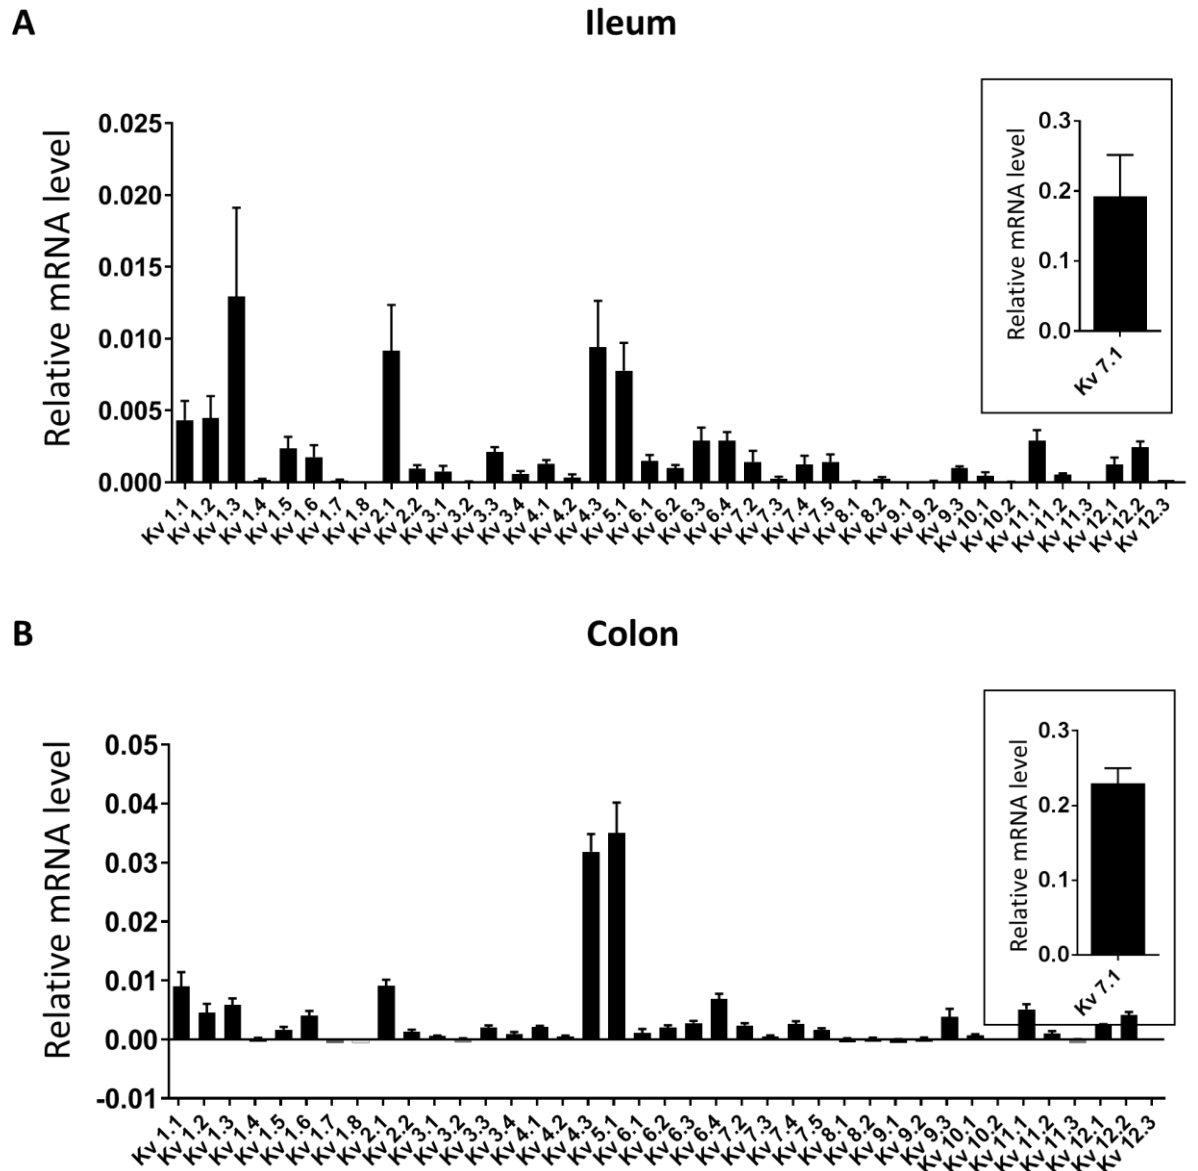 A
Ileum
Relative mRNA level
0.025
0.020
0.015
0.010
0.005
0.000
Kv 1.1
Kv 1.2
Kv 1.3
Kv 1.4
Kv 1.5
Kv 1.6
Kv 1.7
Kv 1.8
Kv 2.1
Kv 2.2
Kv 3.1
Kv 3.2
Kv 3.3
Kv 3.4
Kv 4.1
Kv 4.2
Kv 4.3
Kv 5.1
Kv 6.1
Kv 6.2
Kv 6.3
Kv 6.4
Kv 7.2
Kv 7.3
Kv 7.4
Kv 7.5
Kv 8.1
Kv 8.2
Kv 9.1
Kv 9.2
Kv 9.3
Kv 10.1
Kv 10.2
Kv 11.1
Kv 11.2
Kv 11.3
Kv 12.1
Kv 12.2
Kv 12.3
Relative mRNA level
0.3
0.2
0.1
0.0
Kv 7.1
B
Colon
Relative mRNA level
0.05
0.04
0.03
0.02
0.01
0.00
-0.01
Kv 1.1
Kv 1.2
Kv 1.3
Kv 1.4
Kv 1.5
Kv 1.6
Kv 1.7
Kv 1.8
Kv 2.1
Kv 2.2
Kv 3.1
Kv 3.2
Kv 3.3
Kv 3.4
Kv 4.1
Kv 4.2
Kv 4.3
Kv 5.1
Kv 6.1
Kv 6.2
Kv 6.3
Kv 6.4
Kv 7.2
Kv 7.3
Kv 7.4
Kv 7.5
Kv 8.1
Kv 8.2
Kv 9.1
Kv 9.2
Kv 9.3
Kv 10.1
Kv 10.2
Kv 11.1
Kv 11.2
Kv 11.3
Kv 12.1
Kv 12.2
Kv 12.3
Relative mRNA level
0.3
0.2
0.1
0.0
Kv 7.1